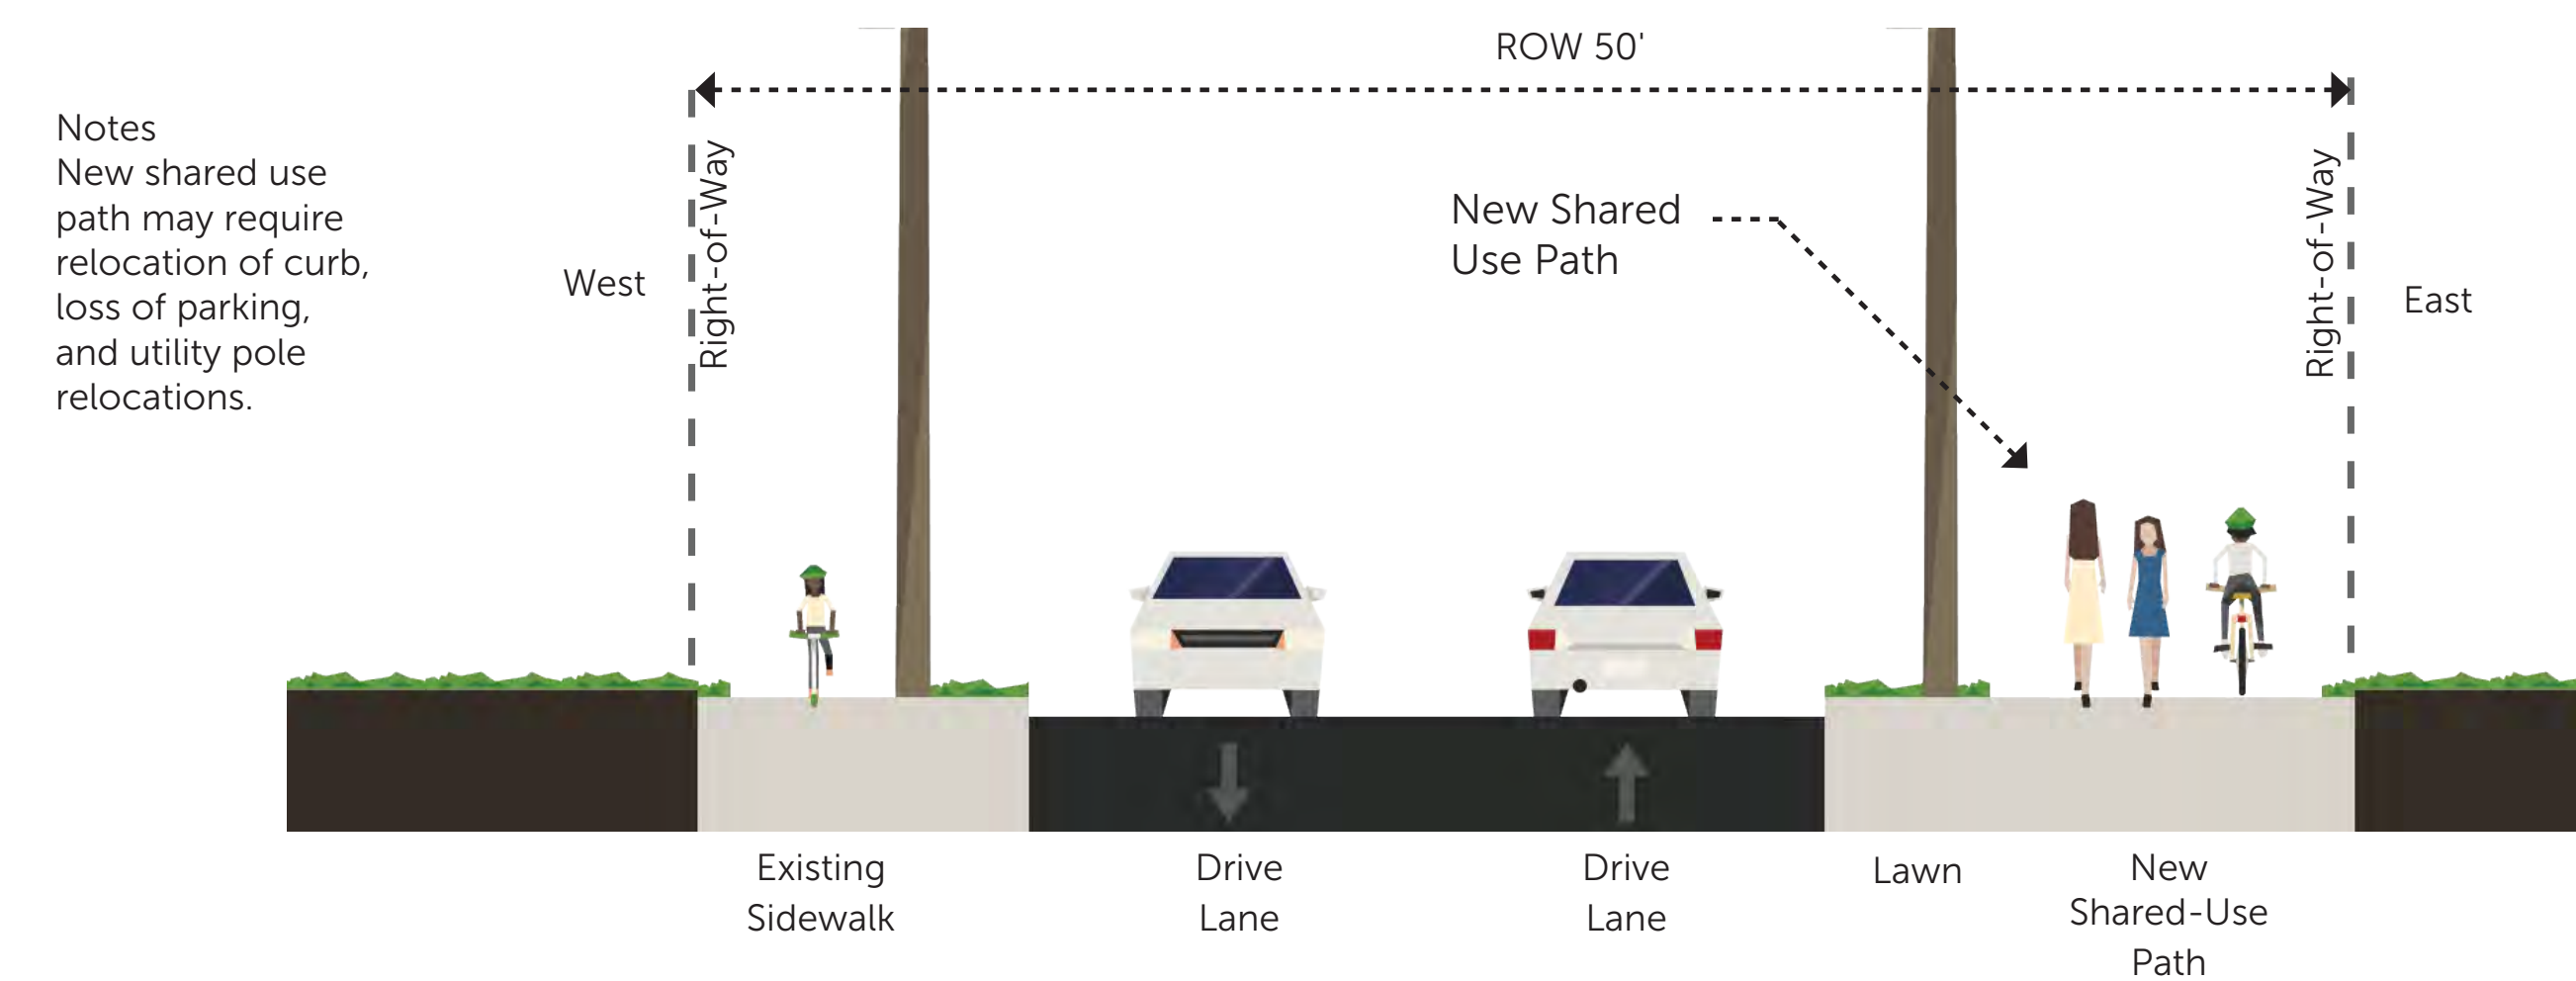 ROW 50'
Notes
New shared use
path may require
relocation of curb,
loss of parking,
and utility pole
relocations.
West
Right-of-Way
New Shared
Use Path
Right-of-Way
East
Existing
Sidewalk
Drive
Lane
Drive
Lane
Lawn
New
Shared-Use
Path